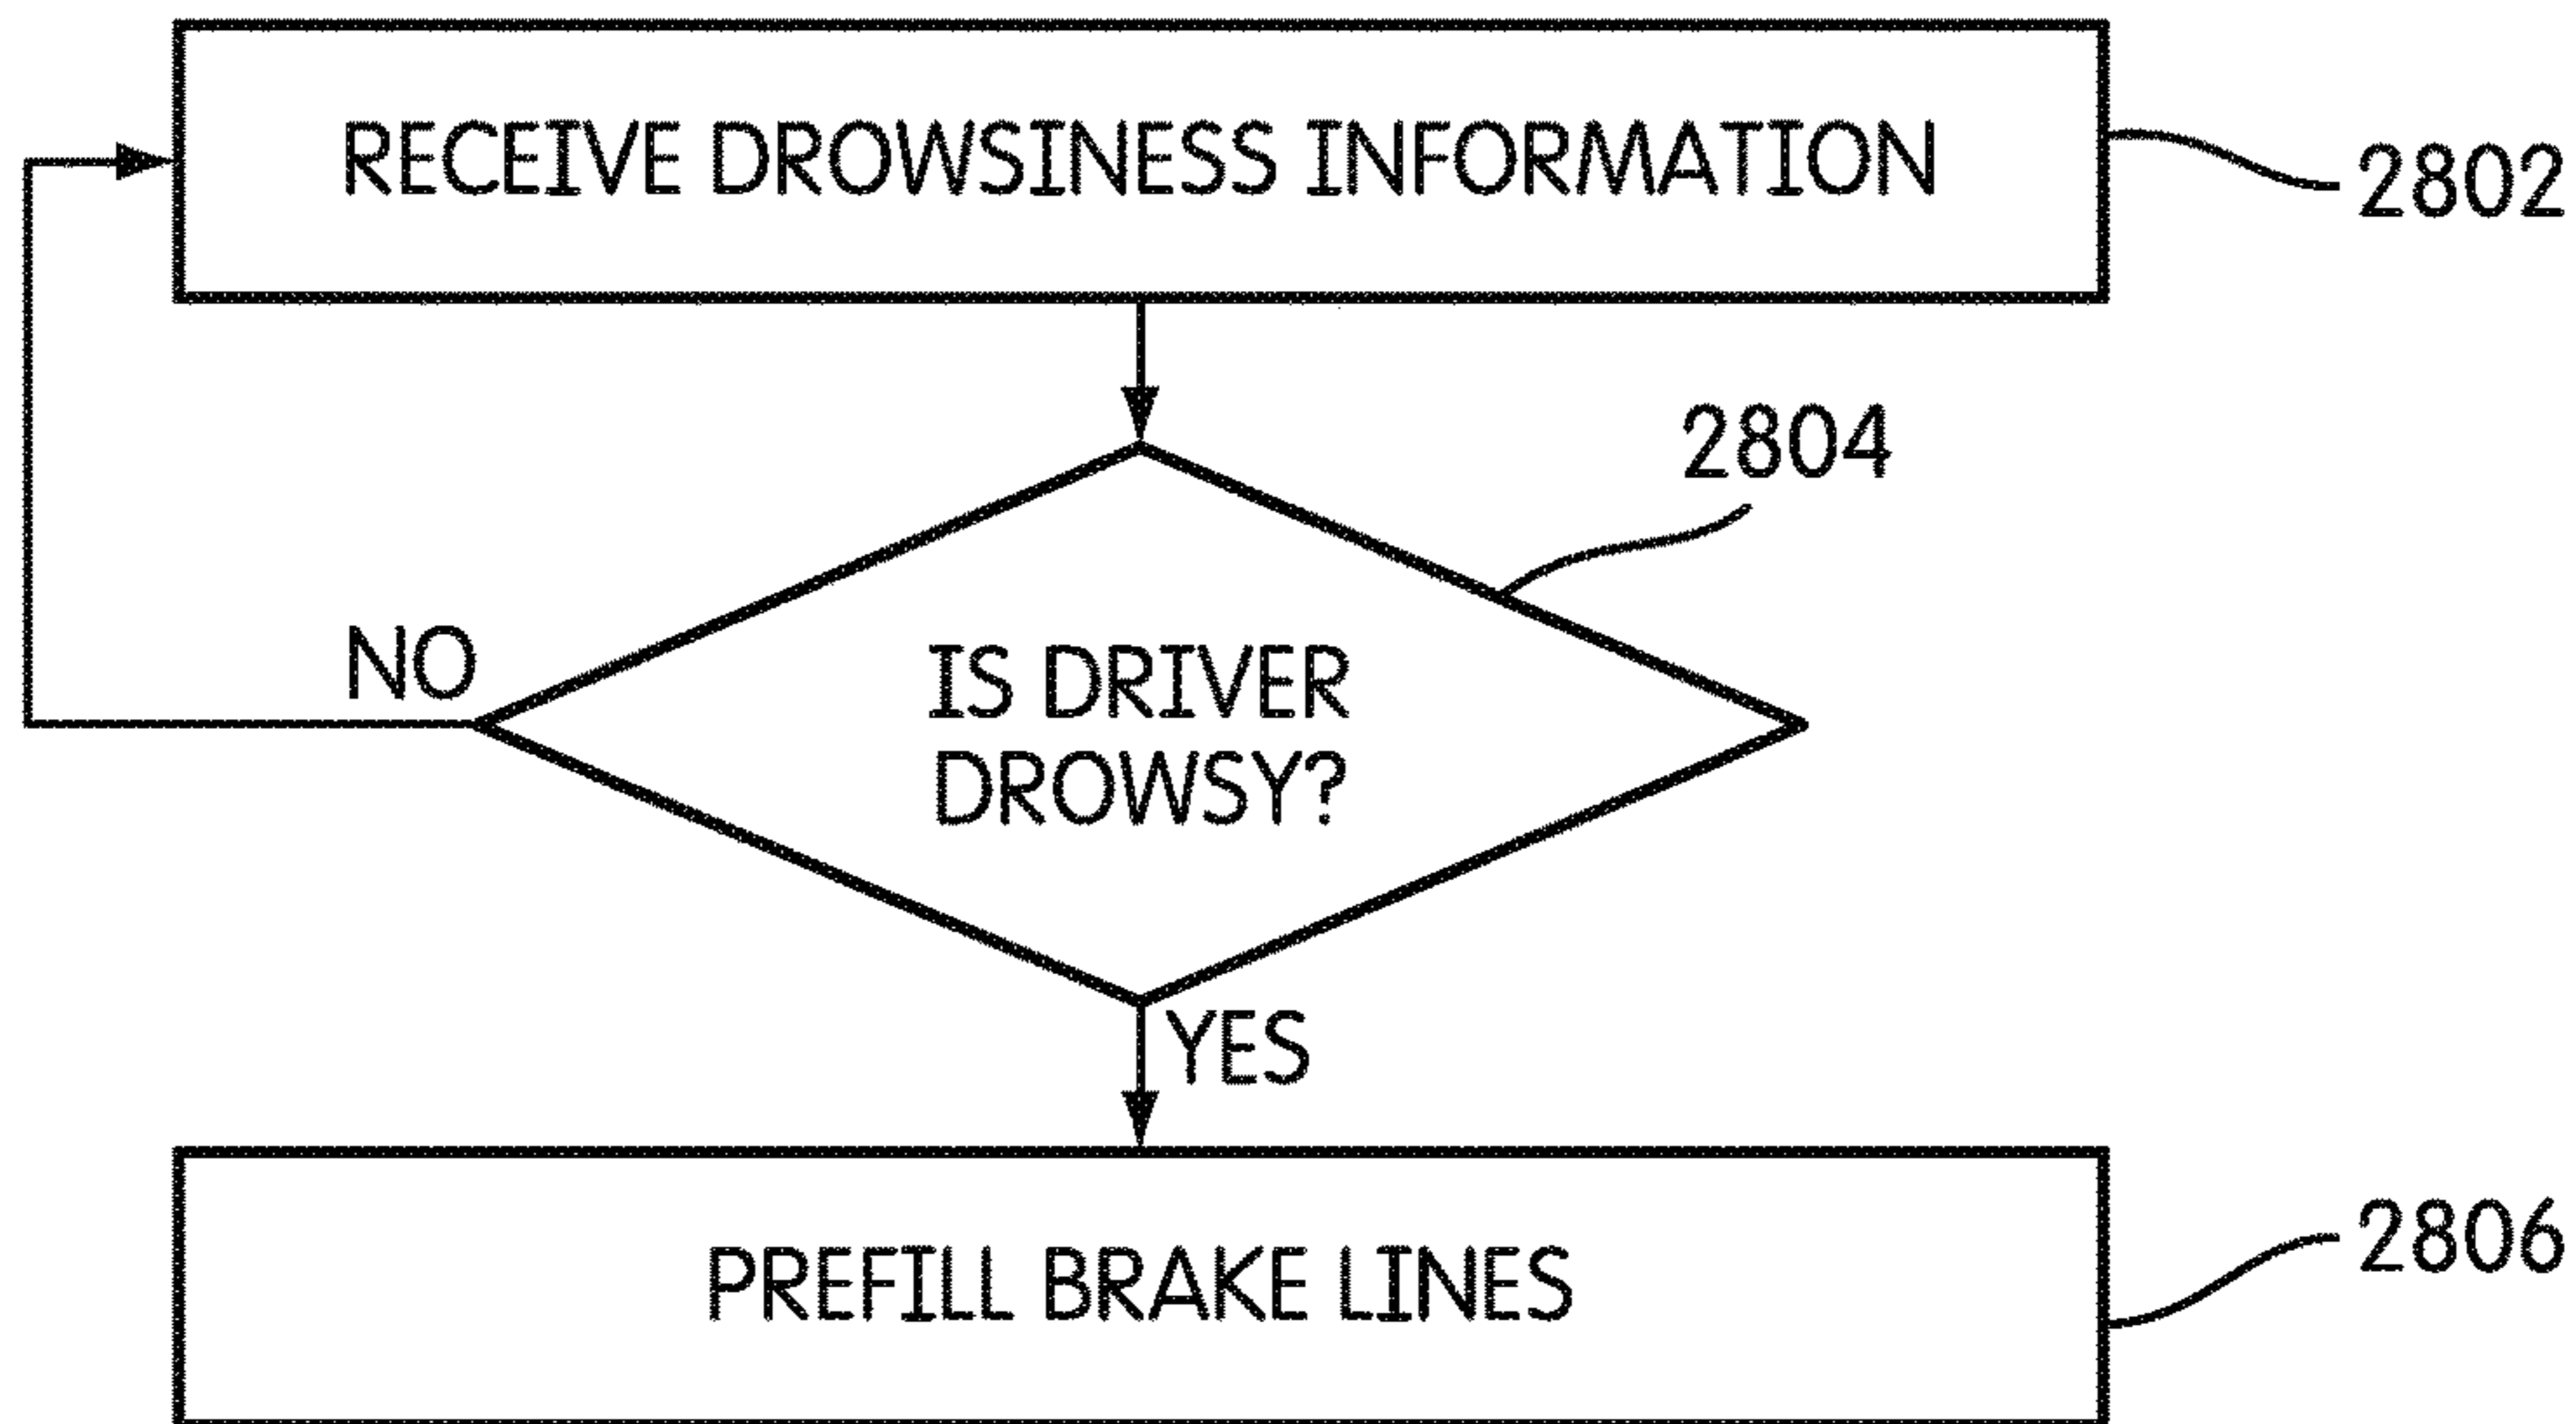 RECEIVE DROWSINESS INFORMATION
2802
2804
NO
IS DRIVER
DROWSY?
YES
PREFILL BRAKE LINES
2806